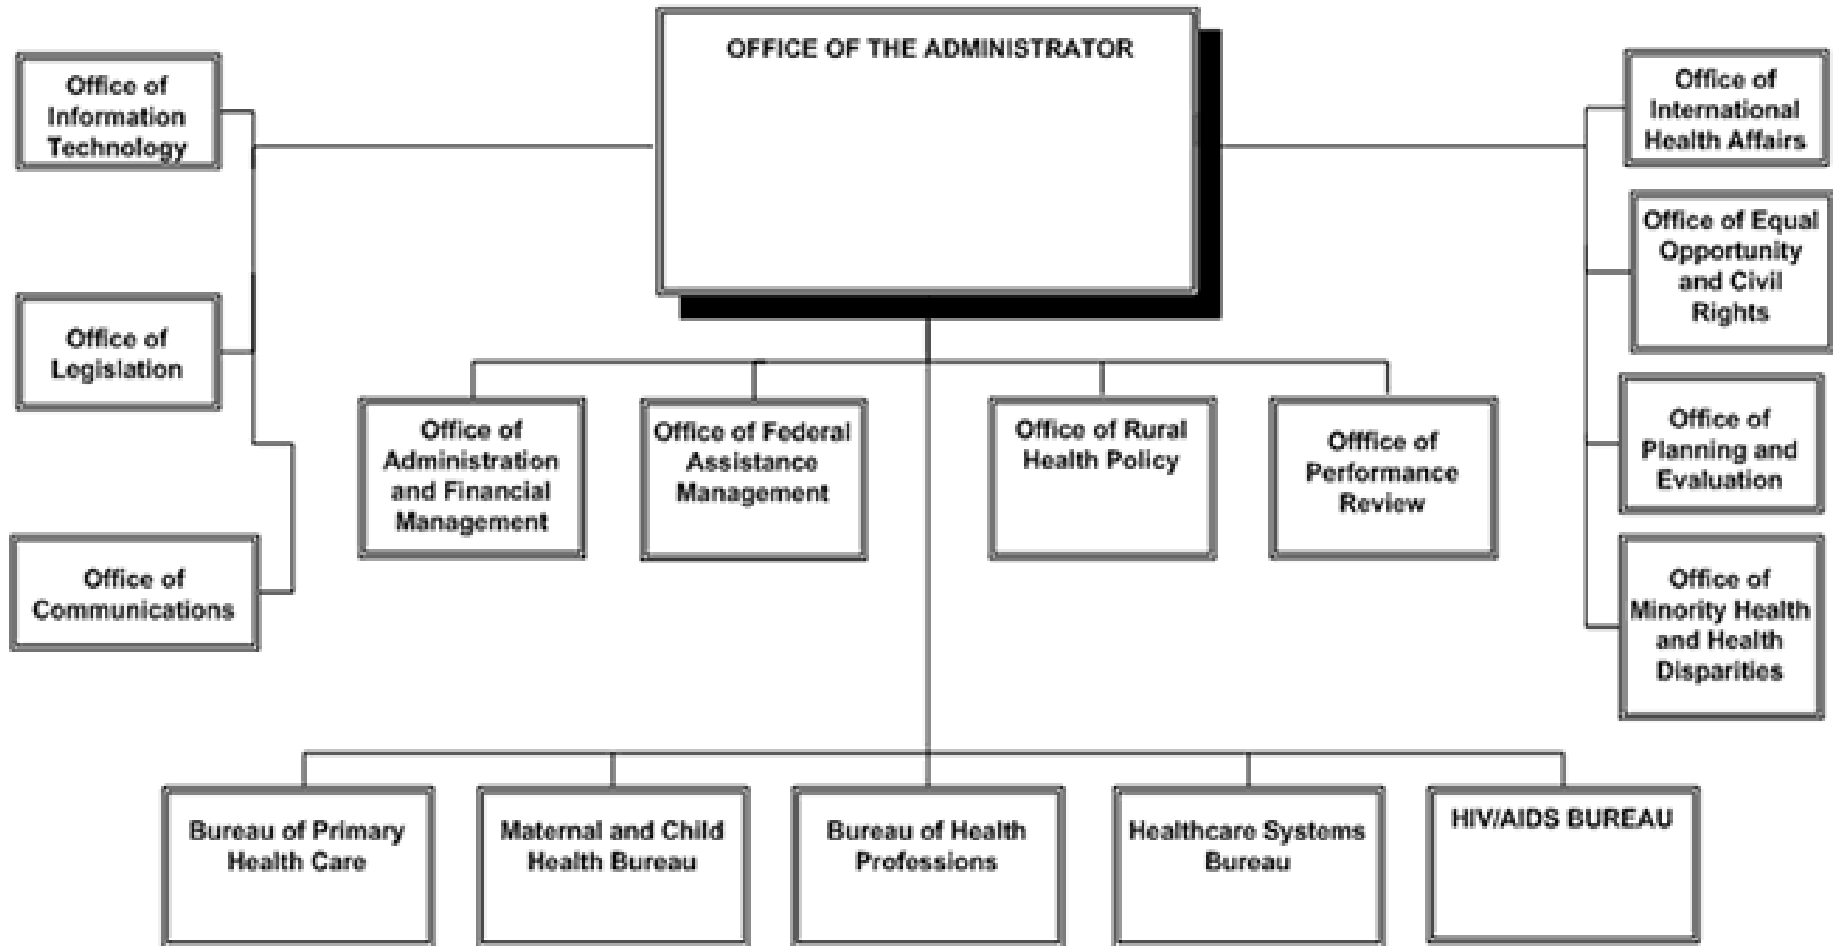 OFFICE OF THE ADMINISTRATOR
Office of
Information
Technology
Office of
Legislation
Office of
Communications
Office of
International
Health Affairs
Office of Equal
Opportunity
and Civil
Rights
Office of
Planning and
Evaluation
Office of
Minority Health
and Health
Disparities
Office of
Administration
and Financial
Management
Office of Federal
Assistance
Management
Office of Rural
Health Policy
Offfice of
Performance
Review
Bureau of Primary
Health Care
Maternal and Child
Health Bureau
Bureau of Health
Professions
Healthcare Systems
Bureau
HIV/AIDS BUREAU